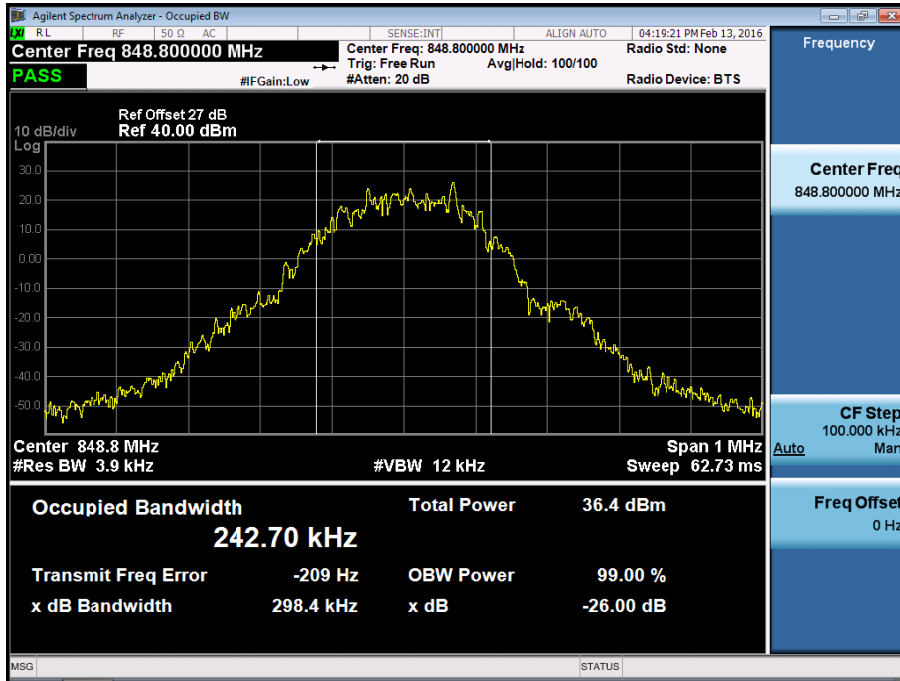 Agilent Spectrum Analyzer - Occupied BW
LXI RL RF 50 Ω AC SENSE:INT ALIGN AUTO 04:19:21 PM Feb 13, 2016
Center Freq 848.800000 MHz
PASS
#IFGain:Low
Center Freq: 848.800000 MHz
Trig: Free Run Avg|Hold: 100/100
#Atten: 20 dB
Radio Std: None
Radio Device: BTS
Ref Offset 27 dB
10 dB/div Ref 40.00 dBm
Log
30.0
20.0
10.0
0.00
-10.0
-20.0
-30.0
-40.0
-50.0
Center 848.8 MHz Span 1 MHz
#Res BW 3.9 kHz #VBW 12 kHz Sweep 62.73 ms
Occupied Bandwidth Total Power 36.4 dBm
242.70 kHz
Transmit Freq Error -209 Hz OBW Power 99.00 %
x dB Bandwidth 298.4 kHz x dB -26.00 dB
MSG STATUS
Frequency
Center Freq
848.800000 MHz
CF Step
100.000 kHz
Auto Man
Freq Offset
0 Hz